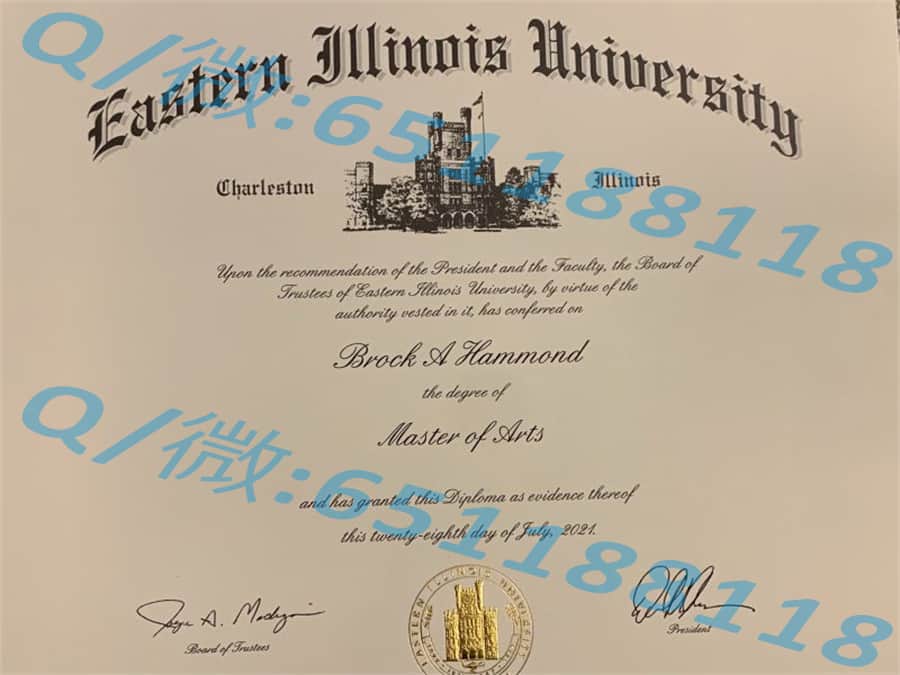 Eastern Illinois University
Charleston Illinois
Upon the recommendation of the President and the Faculty, the Board of
Trustees of Eastern Illinois University, by virtue of the
authority vested in it, has conferred on
Brock A Hammond
the degree of
Master of Arts
and has granted this Diploma as evidence thereof
this twenty-eighth day of July, 2021.
Board of Trustees
President
EASTERN ILLINOIS UNIVERSITY
Q/微:651188118
Q/微:651188118